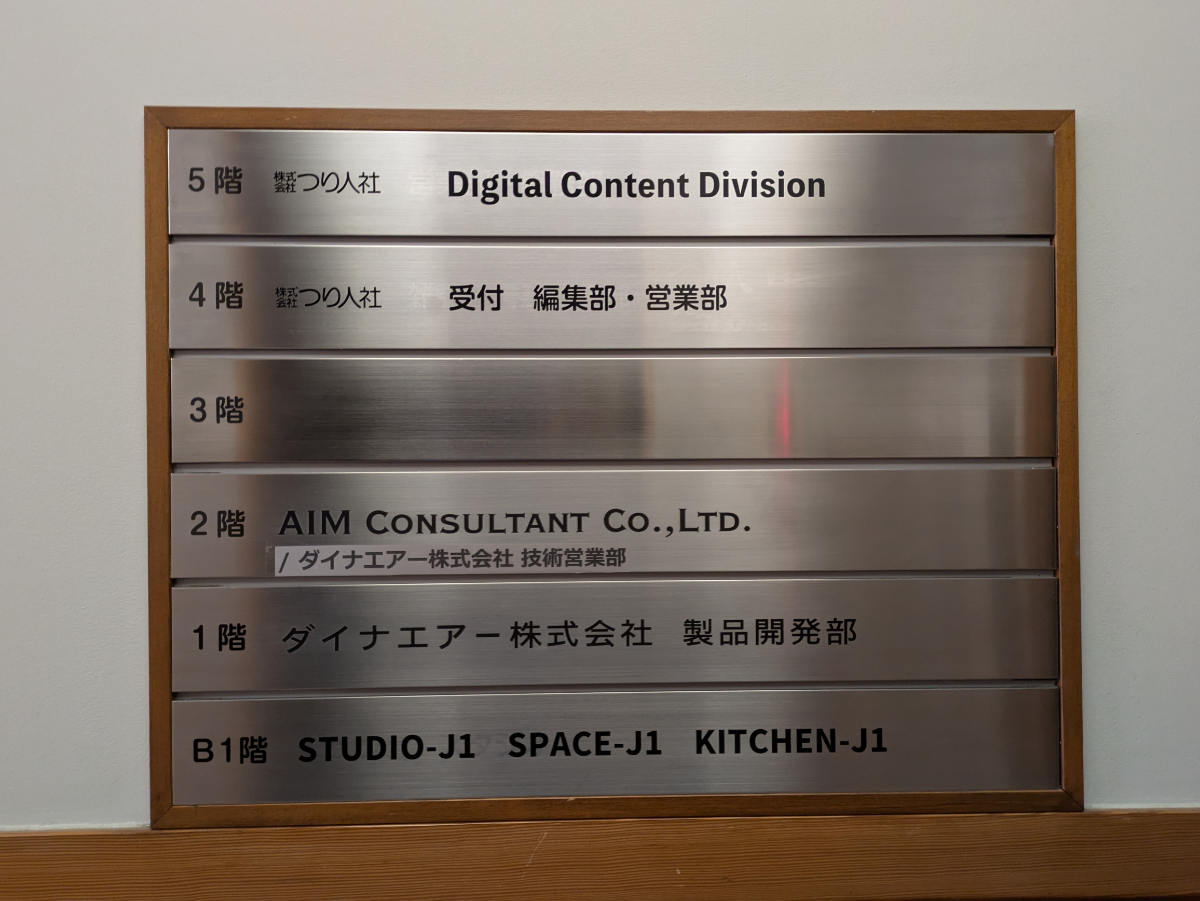 5階 株式会社つり人社 Digital Content Division
4階 株式会社つり人社 受付 編集部・営業部
3階
2階 AIM CONSULTANT CO.,LTD.
/ ダイナエアー株式会社 技術営業部
1階 ダイナエアー株式会社 製品開発部
B1階 STUDIO-J1 SPACE-J1 KITCHEN-J1